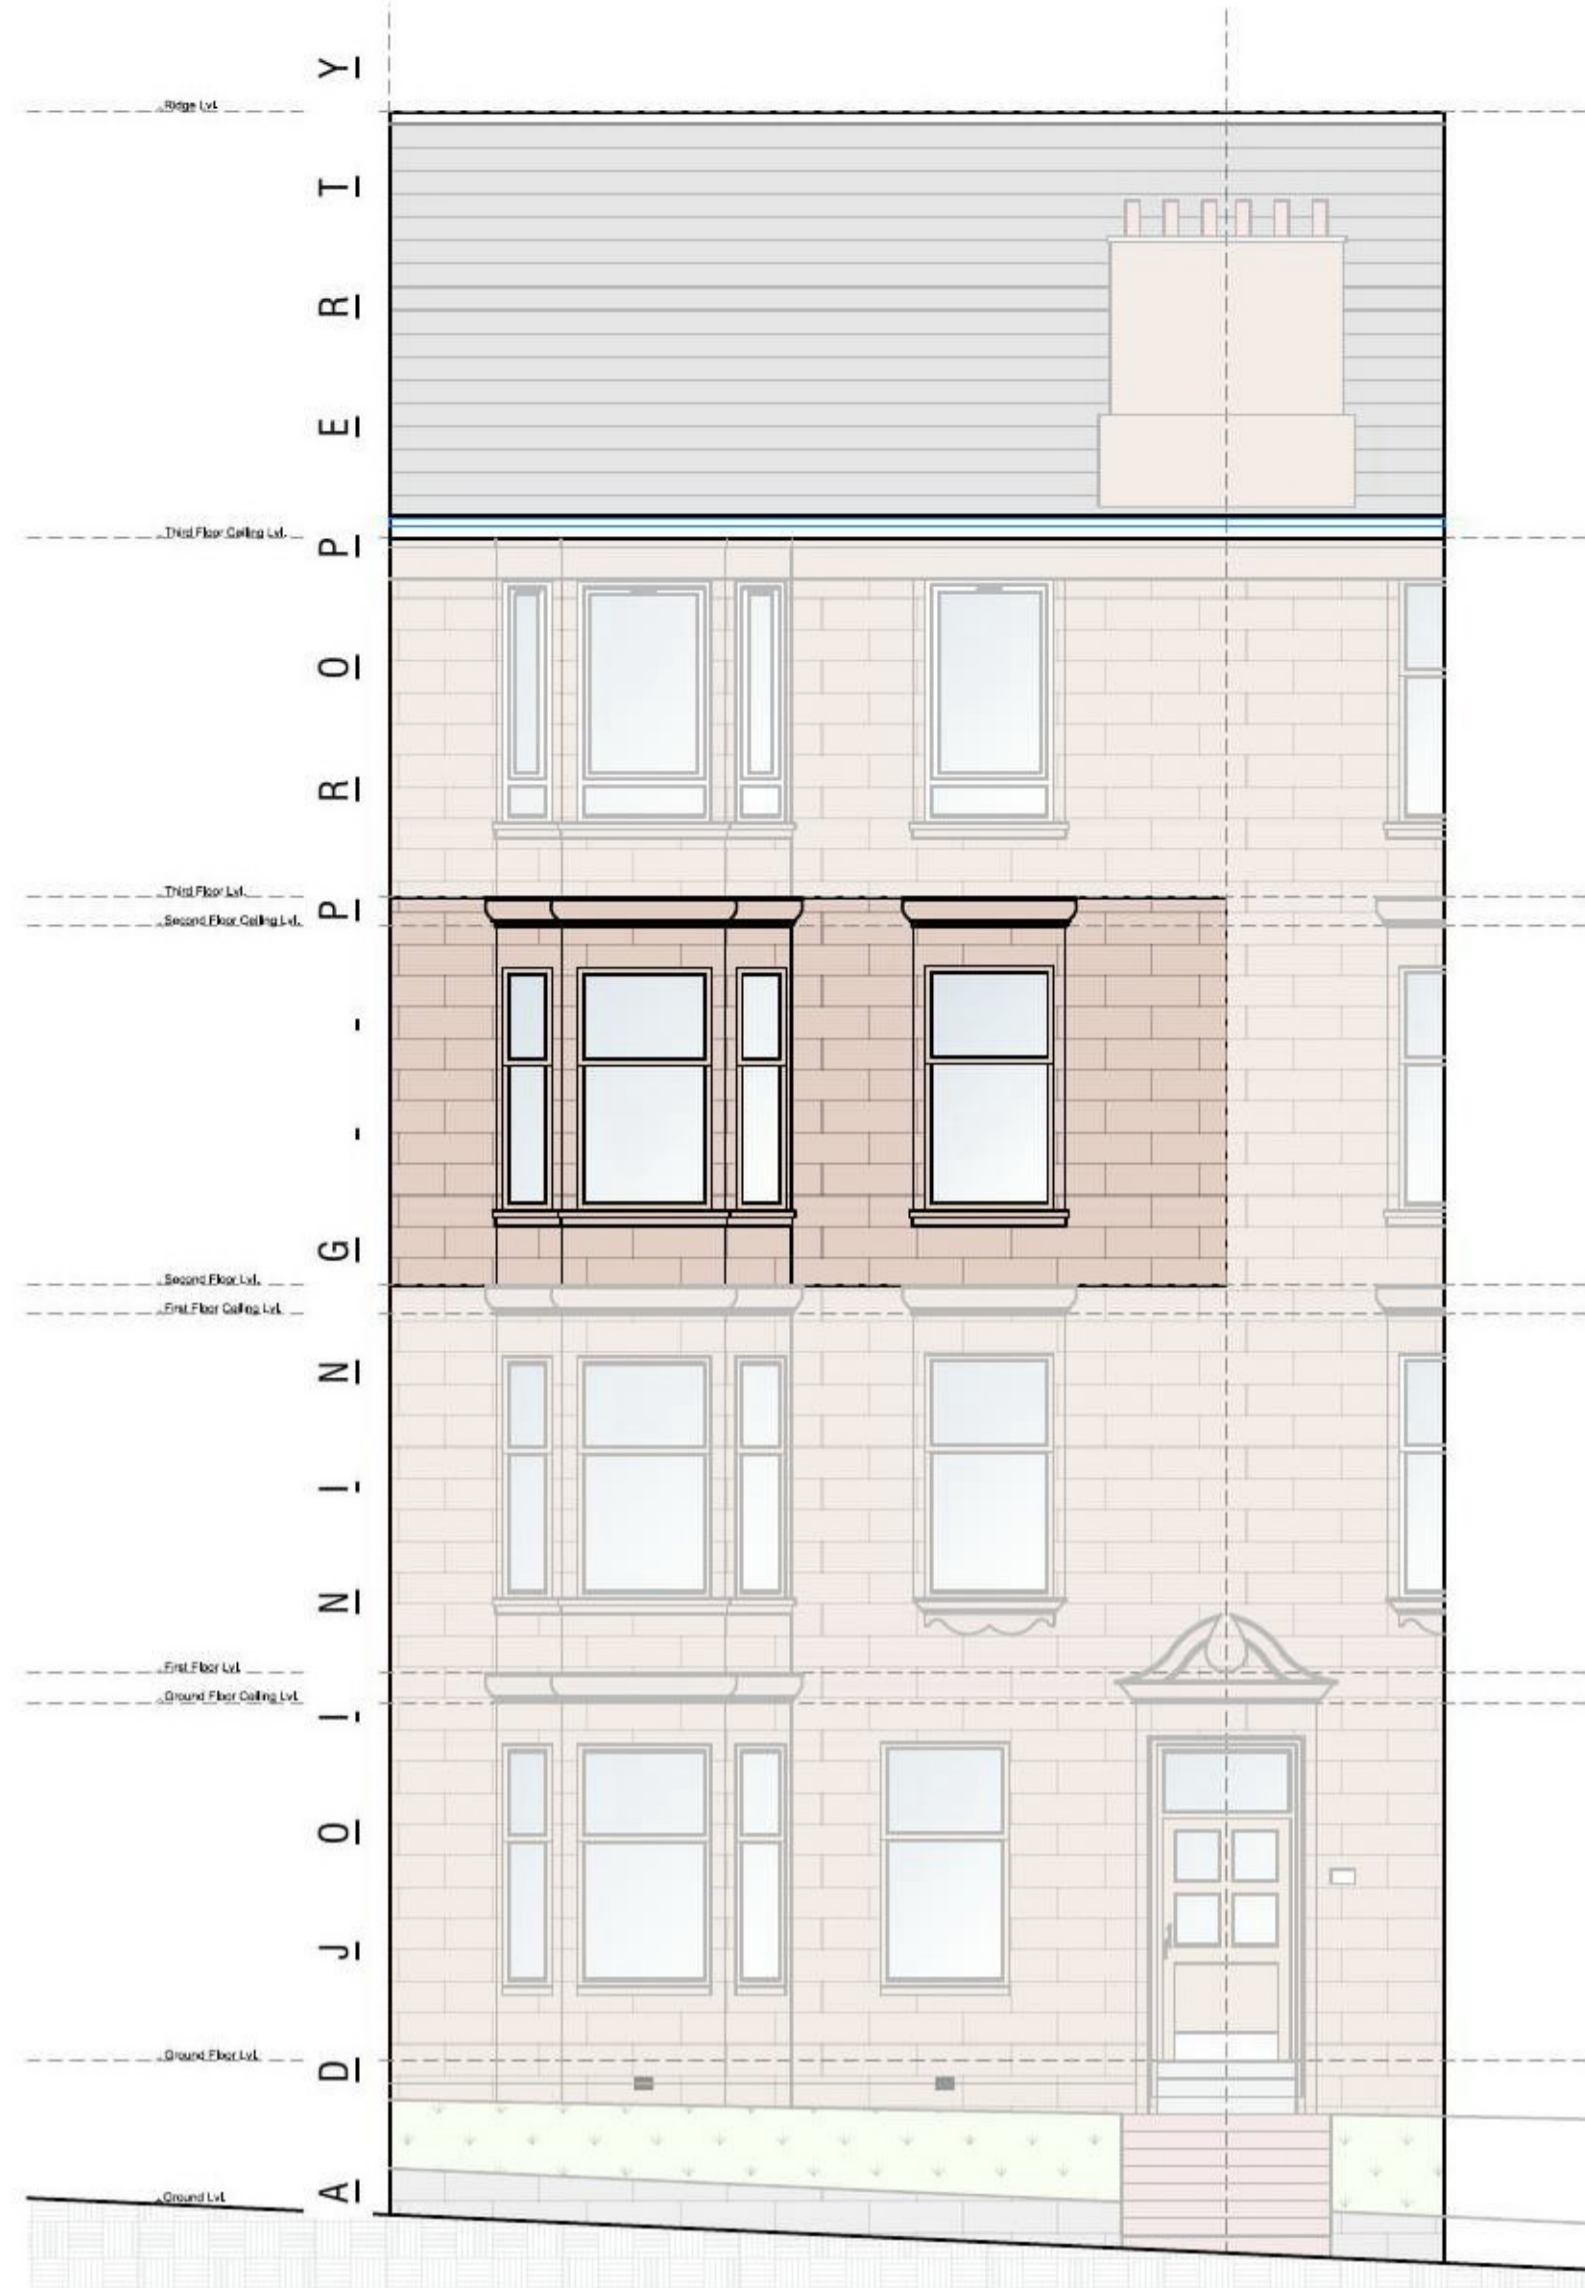 Ridge Lvl.
Third Floor Ceiling Lvl.
Third Floor Lvl.
Second Floor Ceiling Lvl.
Second Floor Lvl.
First Floor Ceiling Lvl.
First Floor Lvl.
Ground Floor Ceiling Lvl.
Ground Floor Lvl.
Ground Lvl.
A D J O I N N I N G - - P R O P E R T Y